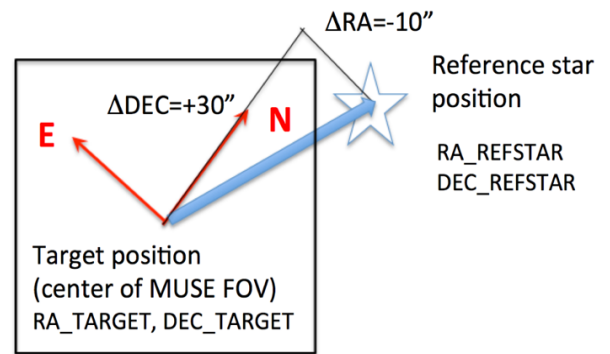 ΔRA=-10”
Reference star
position
ΔDEC=+30”
N
E
RA_REFSTAR
DEC_REFSTAR
Target position
(center of MUSE FOV)
RA_TARGET, DEC_TARGET